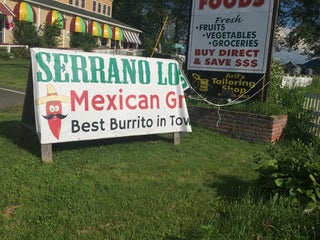 FOODS
Fresh
•FRUITS
•VEGETABLES
•GROCERIES
BUY DIRECT
& SAVE $$$
Arif's
Tailoring
Shop
SERRANO LO
Mexican Gr
Best Burrito in Tow